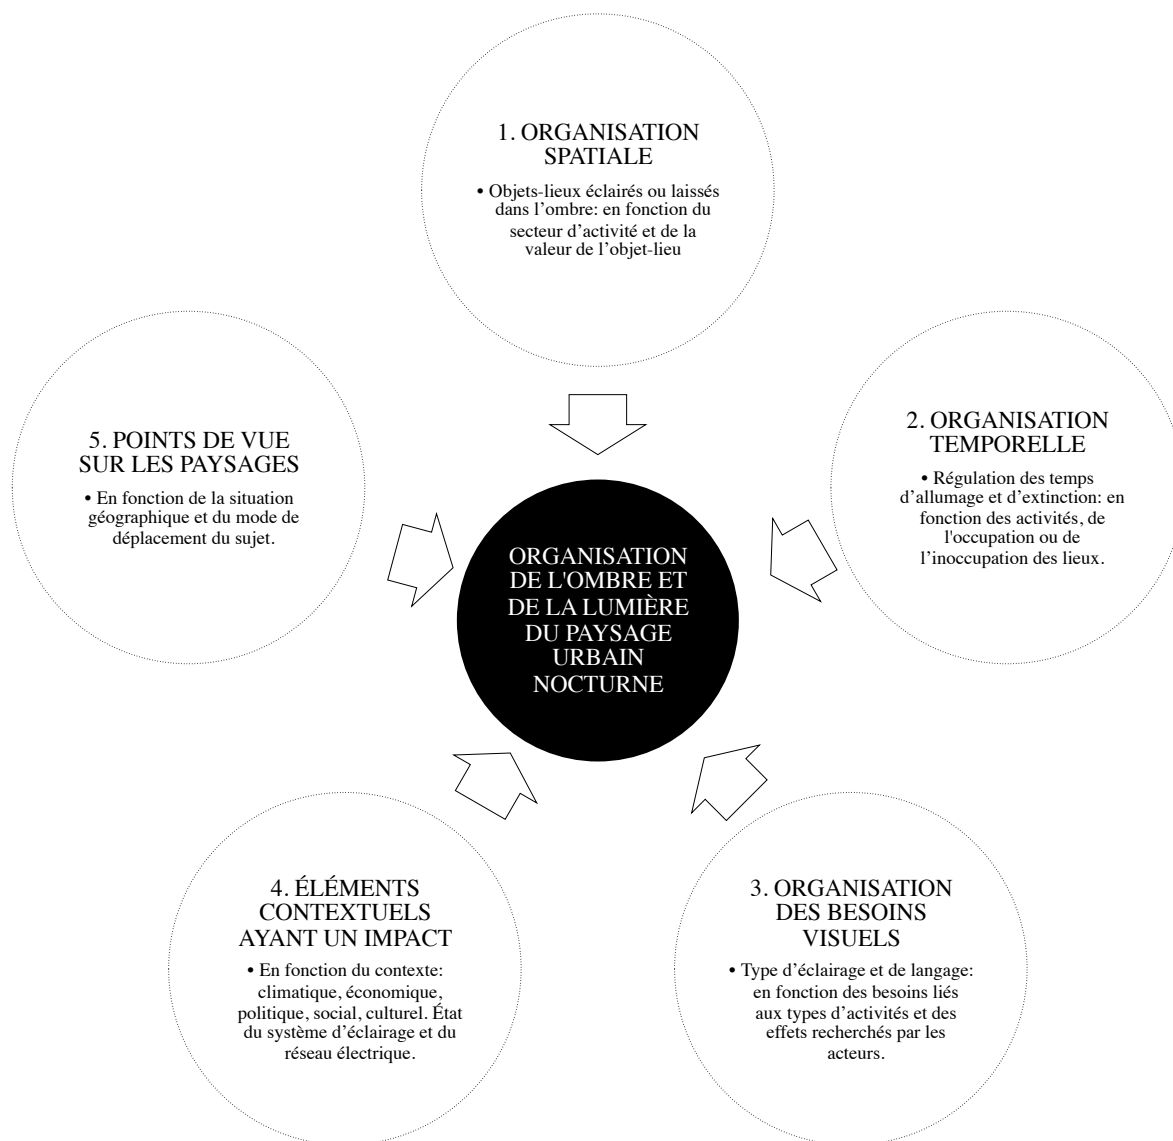 1. ORGANISATION
SPATIALE
• Objets-lieux éclairés ou laissés
dans l’ombre: en fonction du
secteur d’activité et de la
valeur de l’objet-lieu
2. ORGANISATION
TEMPORELLE
• Régulation des temps
d’allumage et d’extinction: en
fonction des activités, de
l'occupation ou de
l’inoccupation des lieux.
3. ORGANISATION
DES BESOINS
VISUELS
• Type d’éclairage et de langage:
en fonction des besoins liés
aux types d’activités et des
effets recherchés par les
acteurs.
4. ÉLÉMENTS
CONTEXTUELS
AYANT UN IMPACT
• En fonction du contexte:
climatique, économique,
politique, social, culturel. État
du système d’éclairage et du
réseau électrique.
5. POINTS DE VUE
SUR LES PAYSAGES
• En fonction de la situation
géographique et du mode de
déplacement du sujet.
ORGANISATION
DE L'OMBRE ET
DE LA LUMIÈRE
DU PAYSAGE
URBAIN
NOCTURNE